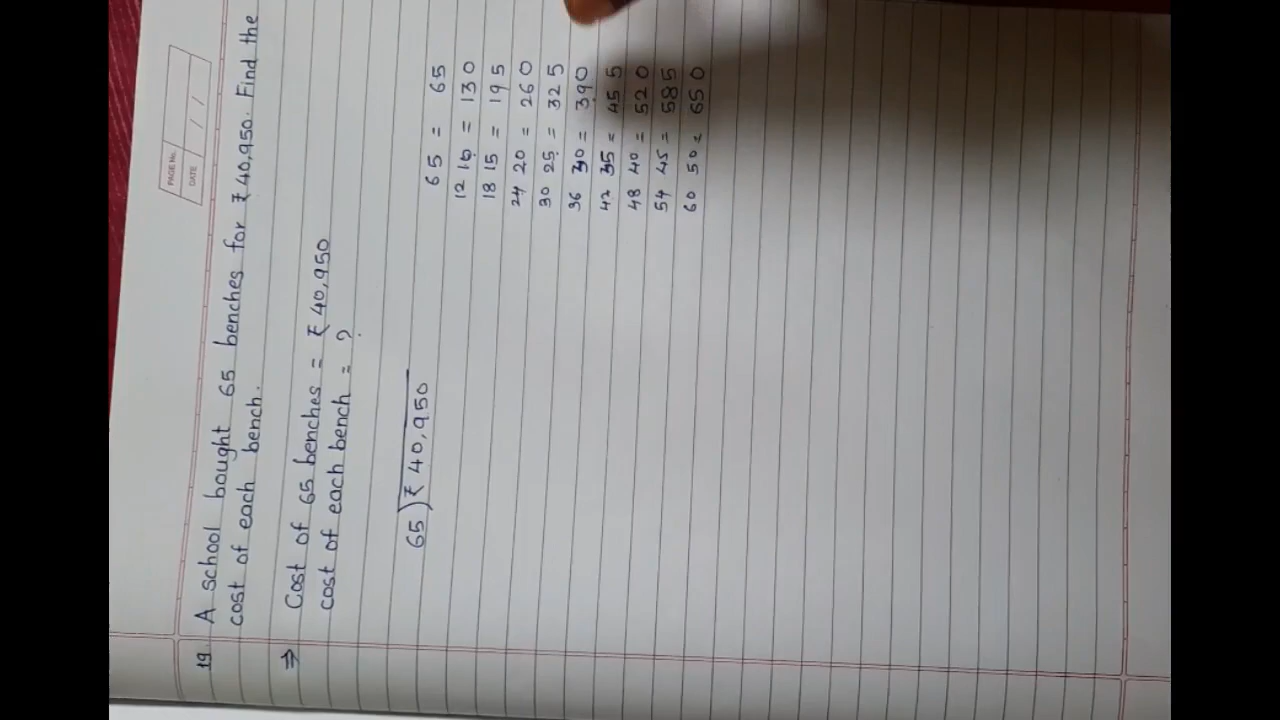 PAGE No.
DATE / /
19. A school bought 65 benches for ₹ 40,950. Find the
cost of each bench.
⇒ Cost of 65 benches = ₹ 40,950
cost of each bench = ?
65 ) ₹ 40,950
6 5 = 65
12 10 = 130
18 15 = 195
24 20 = 260
30 25 = 325
36 30 = 390
42 35 = 455
48 40 = 520
54 45 = 585
60 50 = 650